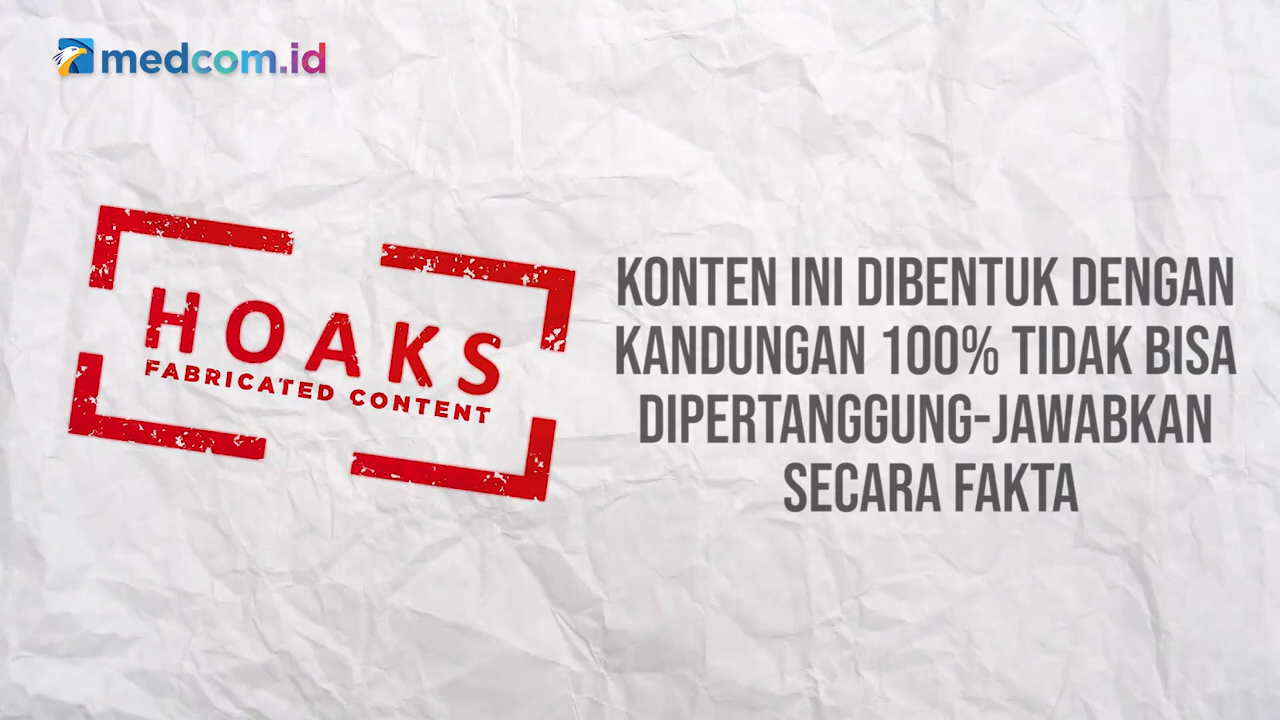 medcom.id
HOAKS
FABRICATED CONTENT
KONTEN INI DIBENTUK DENGAN
KANDUNGAN 100% TIDAK BISA
DIPERTANGGUNG-JAWABKAN
SECARA FAKTA